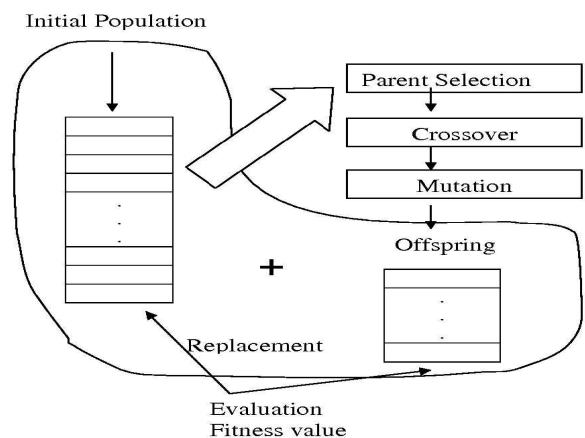 Initial Population
Parent Selection
Crossover
Mutation
Offspring
+
Replacement
Evaluation
Fitness value